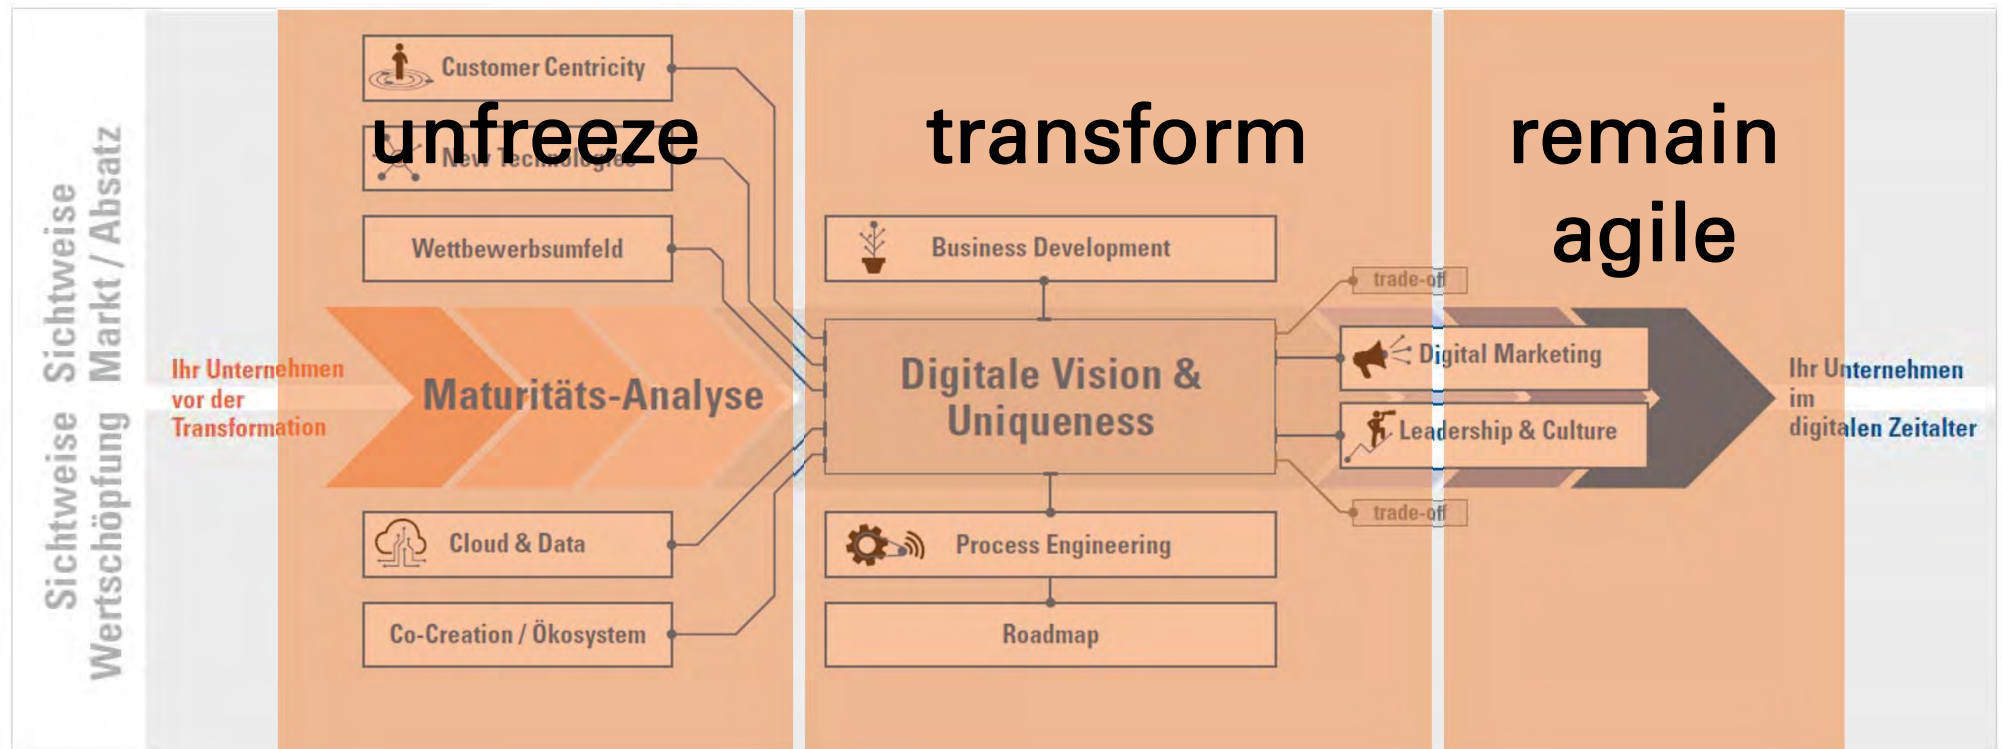 Sichtweise
Markt / Absatz
Sichtweise
Wertschöpfung
Ihr Unternehmen
vor der
Transformation
unfreeze
Customer Centricity
New Technologies
Wettbewerbsumfeld
Maturitäts-Analyse
Cloud & Data
Co-Creation / Ökosystem
transform
Business Development
Digitale Vision &
Uniqueness
Process Engineering
Roadmap
remain
agile
trade-off
Digital Marketing
Leadership & Culture
trade-off
Ihr Unternehmen
im
digitalen Zeitalter